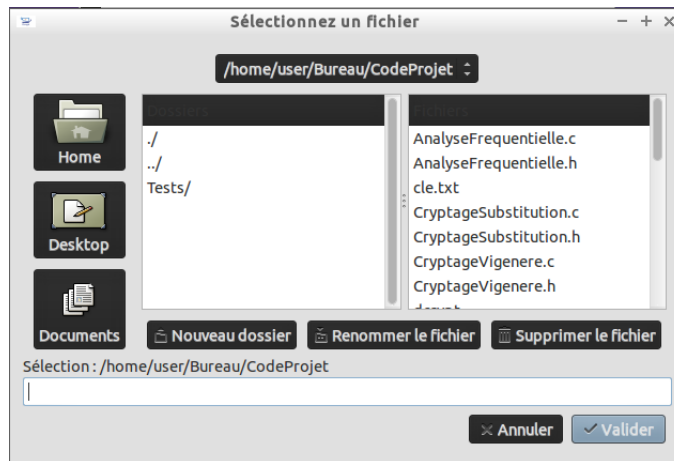 Sélectionnez un fichier
/home/user/Bureau/CodeProjet
Home
Desktop
Documents
Dossiers
./
../
Tests/
Fichiers
AnalyseFrequentielle.c
AnalyseFrequentielle.h
cle.txt
CryptageSubstitution.c
CryptageSubstitution.h
CryptageVigenere.c
CryptageVigenere.h
Nouveau dossier
Renommer le fichier
Supprimer le fichier
Sélection : /home/user/Bureau/CodeProjet
Annuler
Valider